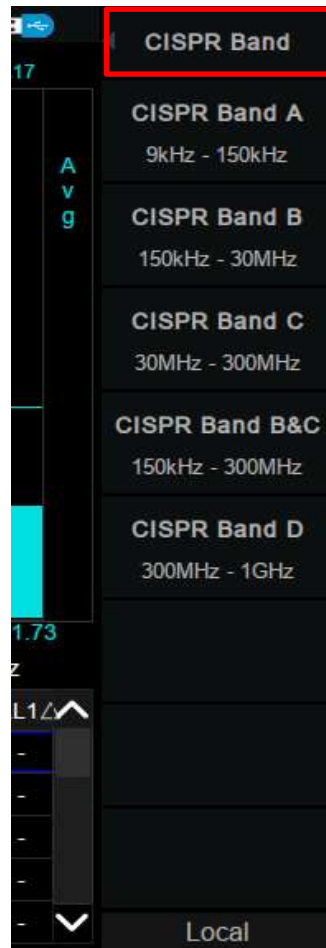 CISPR Band
17
CISPR Band A
9kHz - 150kHz
A
v
g
CISPR Band B
150kHz - 30MHz
CISPR Band C
30MHz - 300MHz
CISPR Band B&C
150kHz - 300MHz
CISPR Band D
300MHz - 1GHz
1.73
z
L1
-
-
-
-
-
Local